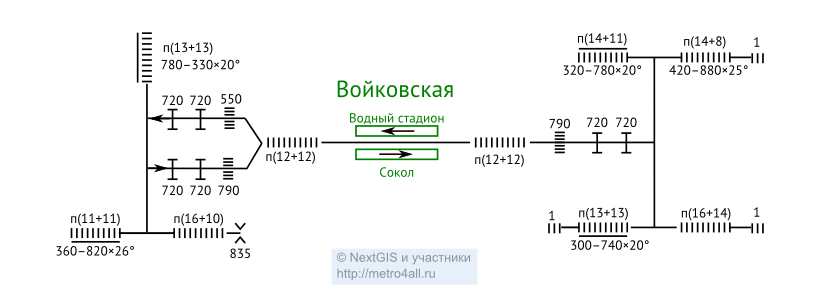 п(13+13)
780–330×20°
720 720 550
720 720 790
п(11+11)
360–820×26°
п(16+10)
835
п(12+12)
Войковская
Водный стадион
Сокол
п(12+12)
790 720 720
п(14+11)
320–780×20°
п(14+8)
420–880×25°
1
1
п(13+13)
300–740×20°
п(16+14)
1
© NextGIS и участники
http://metro4all.ru